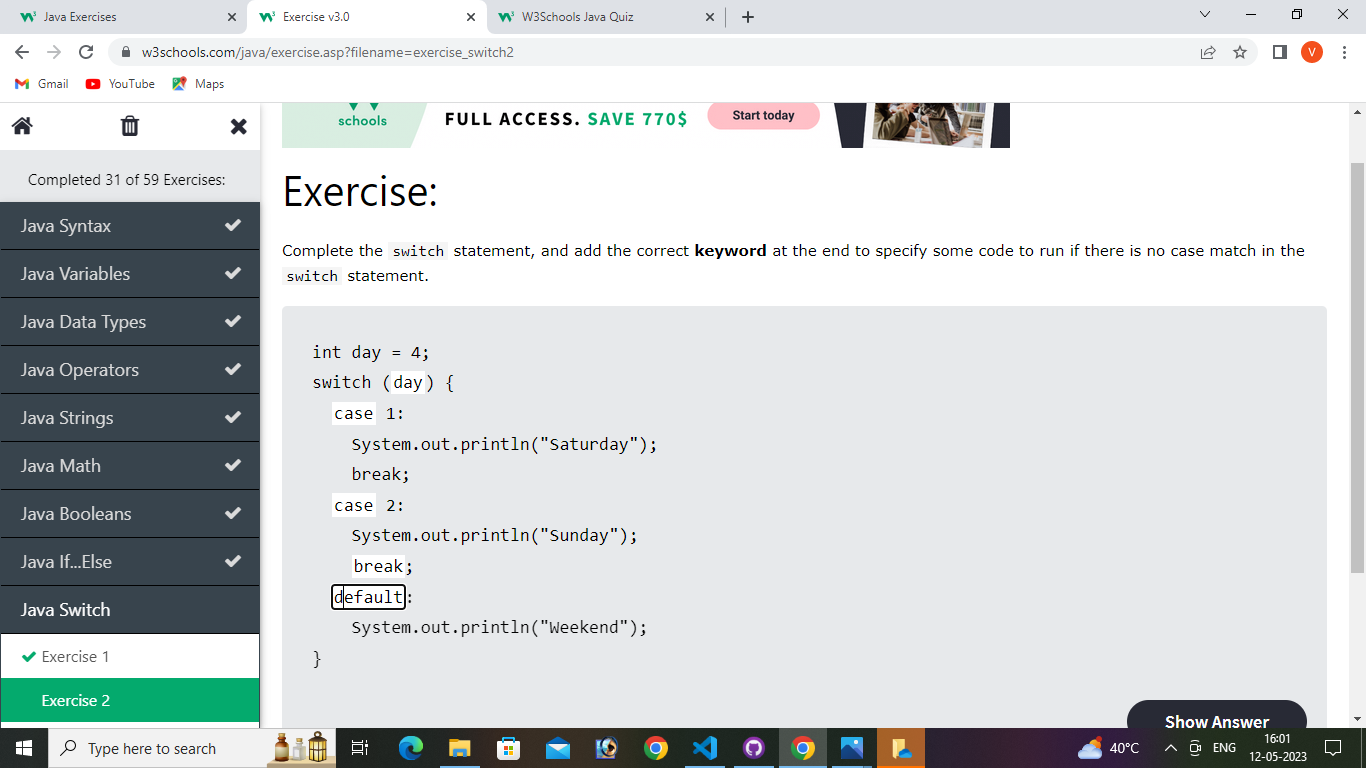 Java Exercises
Exercise v3.0
W3Schools Java Quiz
w3schools.com/java/exercise.asp?filename=exercise_switch2
V
Gmail
YouTube
Maps
schools
FULL ACCESS. SAVE 770$
Start today
Completed 31 of 59 Exercises:
Java Syntax
Java Variables
Java Data Types
Java Operators
Java Strings
Java Math
Java Booleans
Java If...Else
Java Switch
Exercise 1
Exercise 2
Exercise:
Complete the switch statement, and add the correct keyword at the end to specify some code to run if there is no case match in the
switch statement.
int day = 4;
switch (day) {
case 1:
System.out.println("Saturday");
break;
case 2:
System.out.println("Sunday");
break;
default:
System.out.println("Weekend");
}
Show Answer
Type here to search
40°C
ENG
16:01
12-05-2023